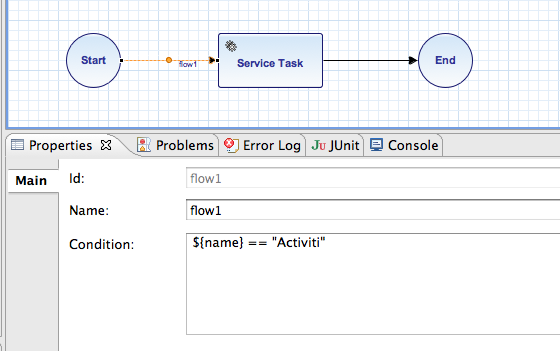 Start
flow1
Service Task
End
Properties
Problems
Error Log
JU JUnit
Console
Main
Id:
flow1
Name:
flow1
Condition:
${name} == "Activiti"